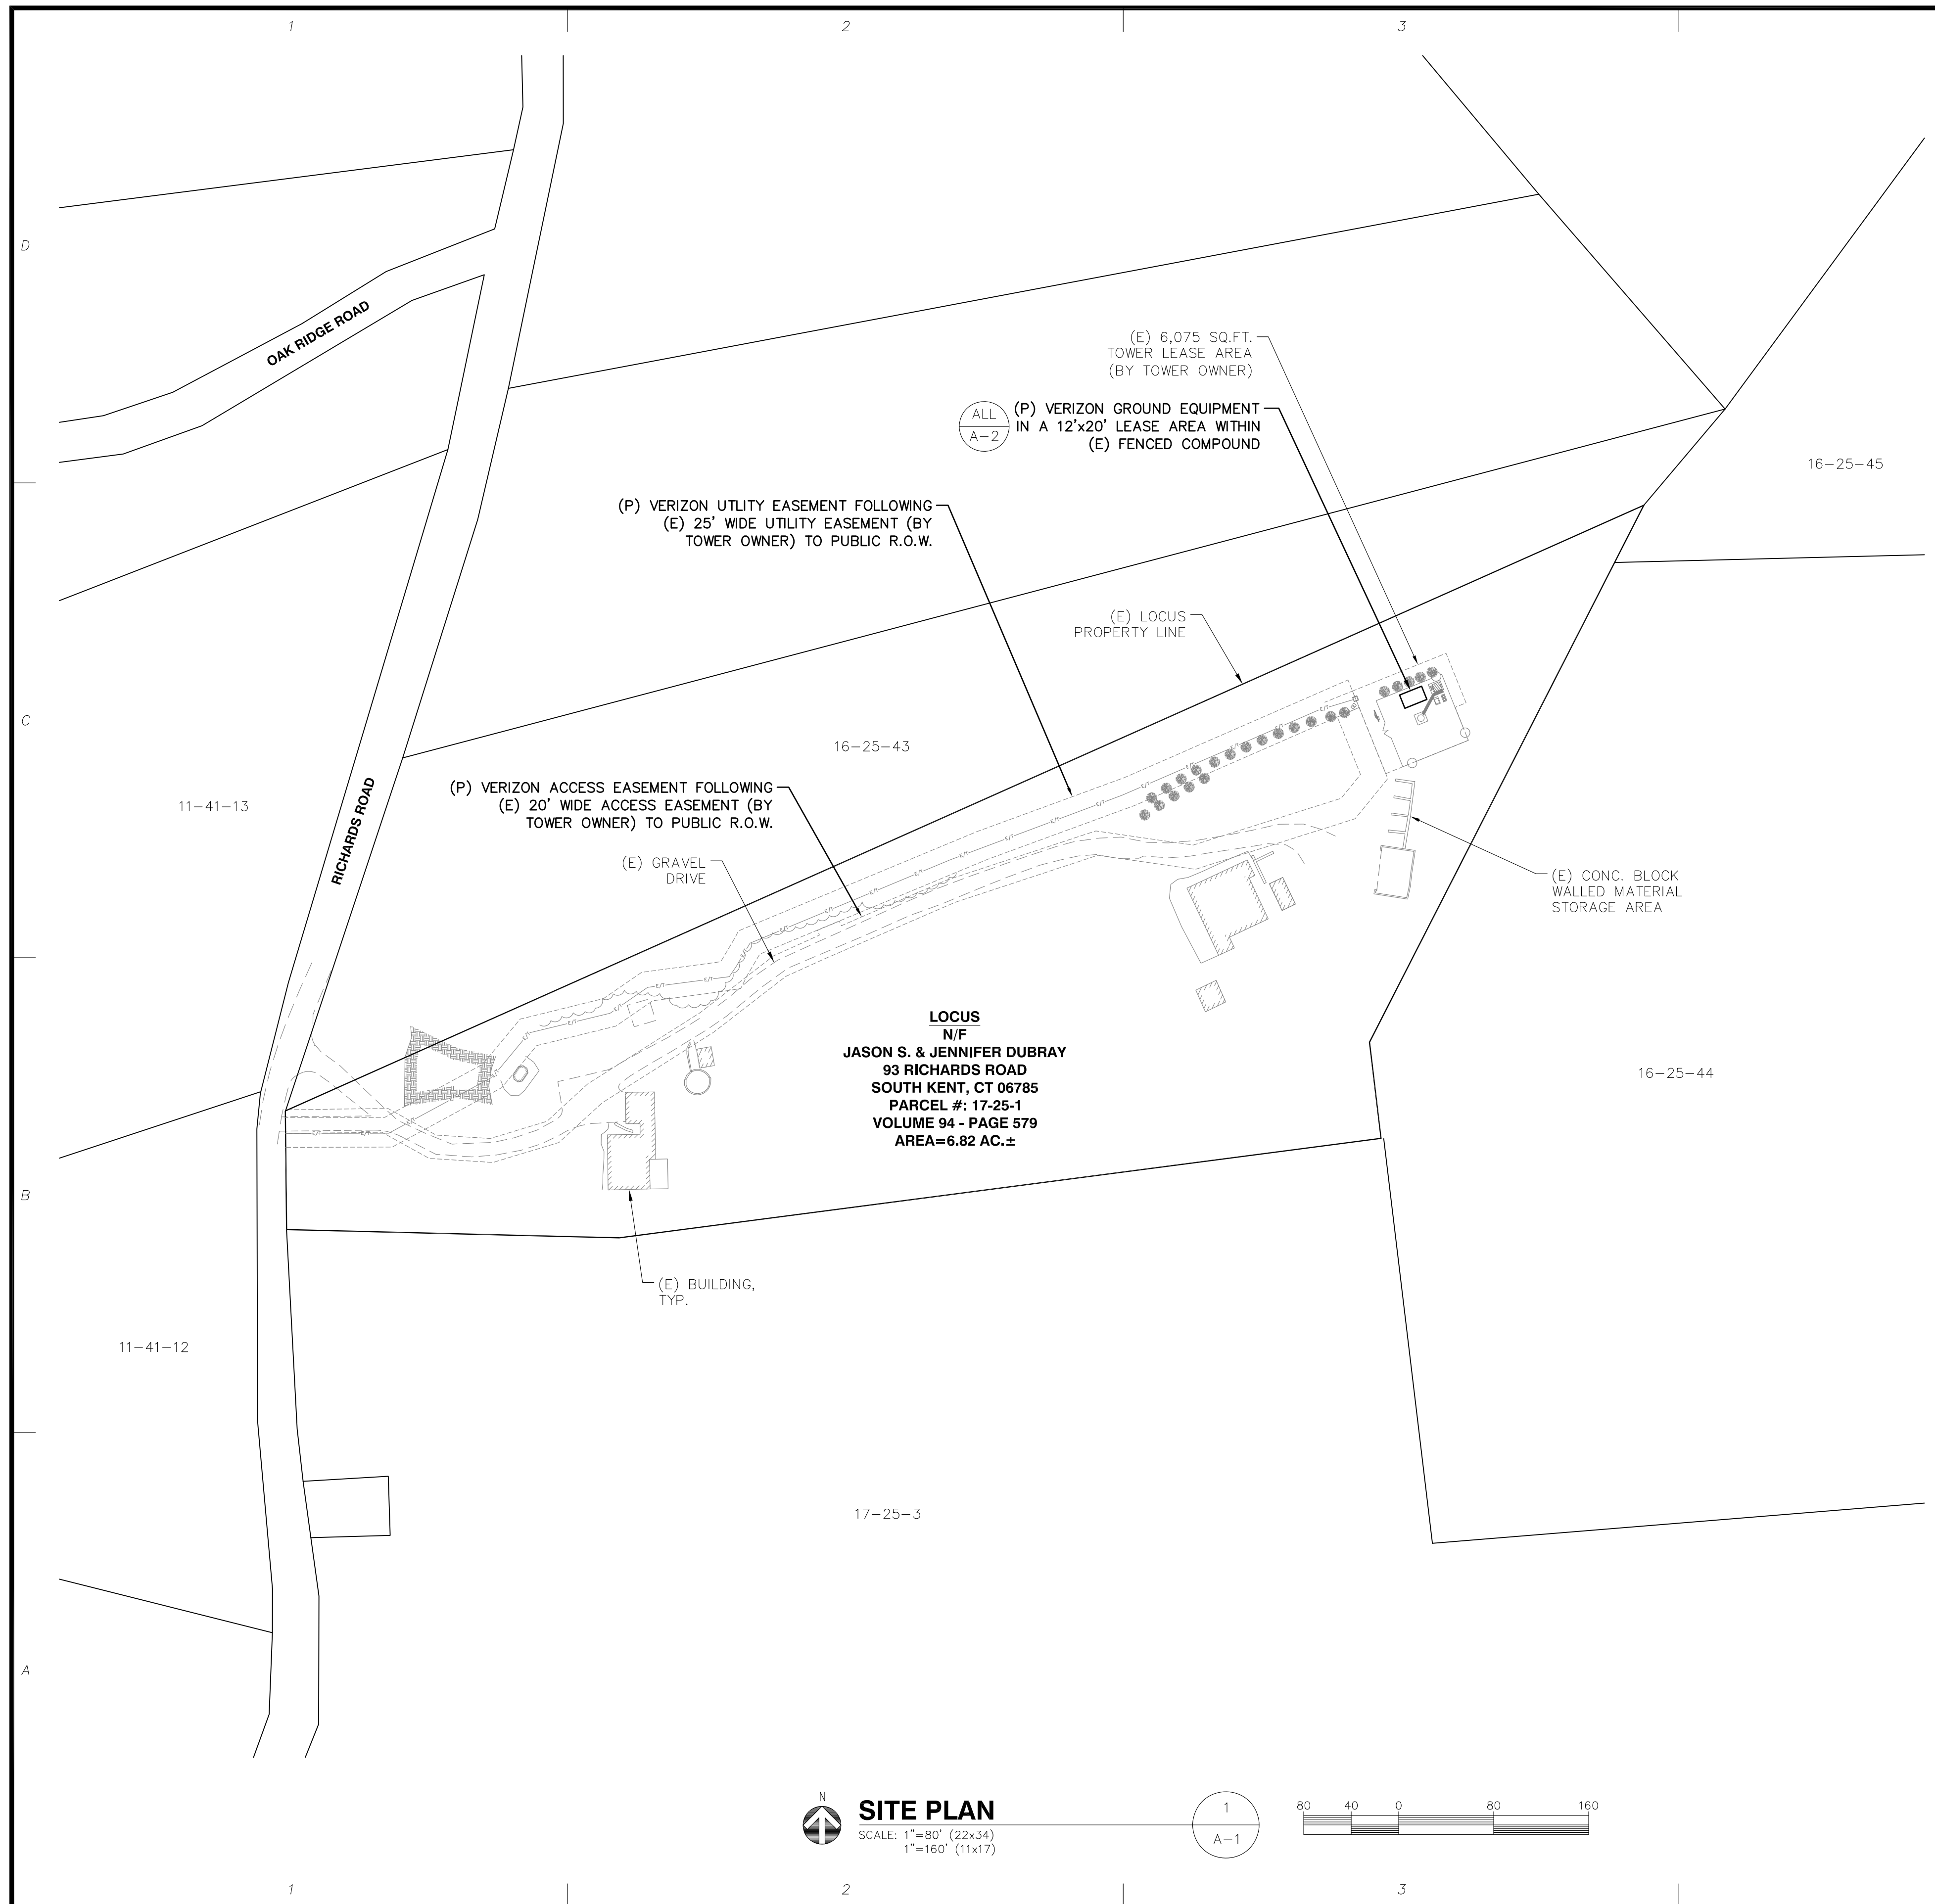 1
2
3
D
OAK RIDGE ROAD
(E) 6,075 SQ.FT.
TOWER LEASE AREA
(BY TOWER OWNER)
ALL
A-2
(P) VERIZON GROUND EQUIPMENT
IN A 12'x20' LEASE AREA WITHIN
(E) FENCED COMPOUND
16-25-45
(P) VERIZON UTLITY EASEMENT FOLLOWING
(E) 25' WIDE UTILITY EASEMENT (BY
TOWER OWNER) TO PUBLIC R.O.W.
(E) LOCUS
PROPERTY LINE
C
16-25-43
11-41-13
RICHARDS ROAD
(P) VERIZON ACCESS EASEMENT FOLLOWING
(E) 20' WIDE ACCESS EASEMENT (BY
TOWER OWNER) TO PUBLIC R.O.W.
(E) GRAVEL
DRIVE
(E) CONC. BLOCK
WALLED MATERIAL
STORAGE AREA
LOCUS
N/F
JASON S. & JENNIFER DUBRAY
93 RICHARDS ROAD
SOUTH KENT, CT 06785
PARCEL #: 17-25-1
VOLUME 94 - PAGE 579
AREA=6.82 AC.±
16-25-44
B
(E) BUILDING,
TYP.
11-41-12
17-25-3
A
N
SITE PLAN
SCALE: 1"=80' (22x34)
1"=160' (11x17)
1
A-1
80 40 0 80 160
1
2
3